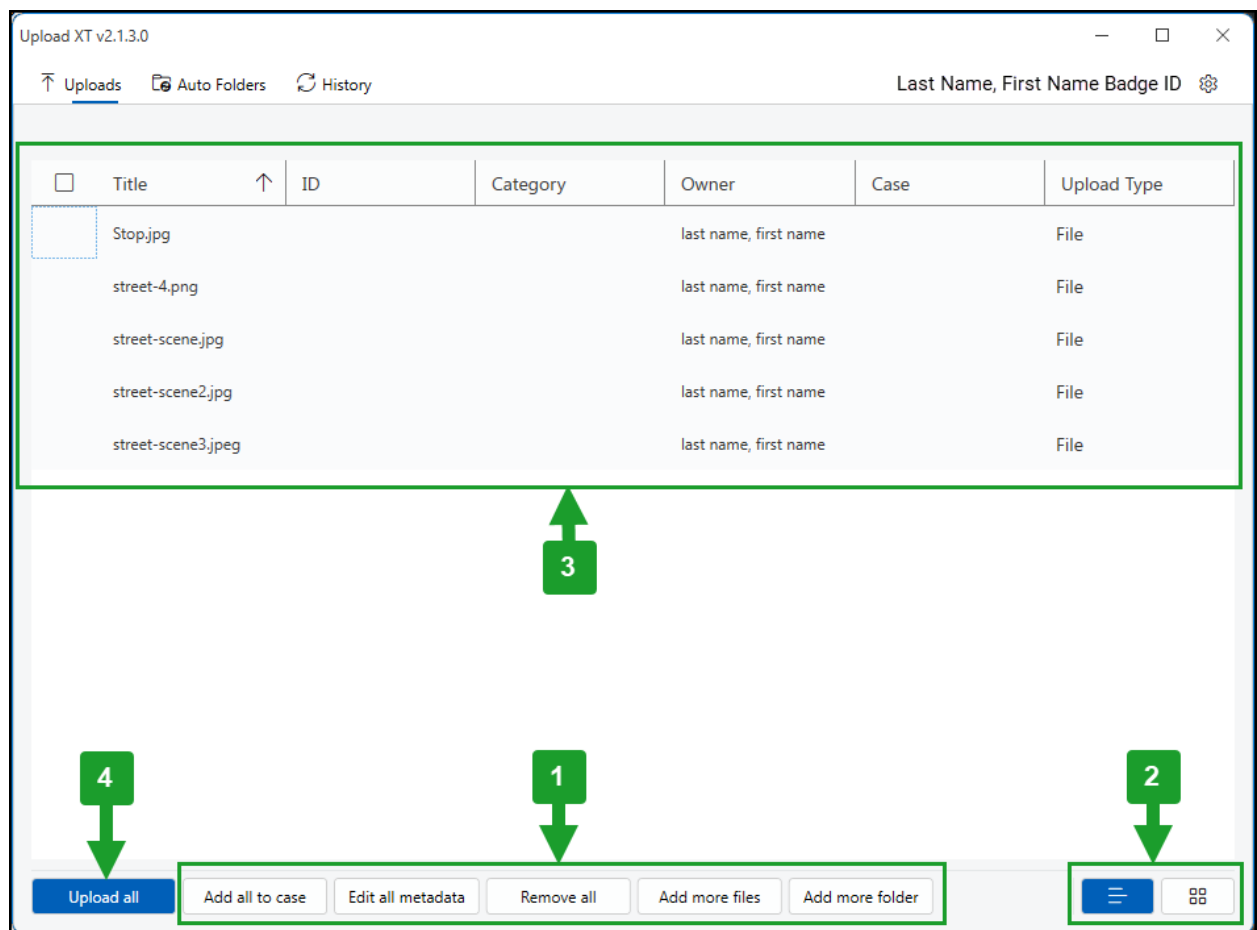 Upload XT v2.1.3.0
Uploads Auto Folders History Last Name, First Name Badge ID
Title ID Category Owner Case Upload Type
Stop.jpg last name, first name File
street-4.png last name, first name File
street-scene.jpg last name, first name File
street-scene2.jpg last name, first name File
street-scene3.jpeg last name, first name File
3
4 1 2
Upload all Add all to case Edit all metadata Remove all Add more files Add more folder